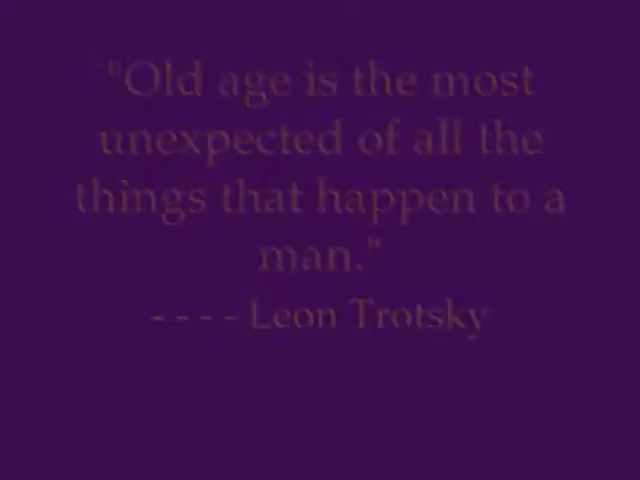 "Old age is the most
unexpected of all the
things that happen to a
man."
- - - - Leon Trotsky